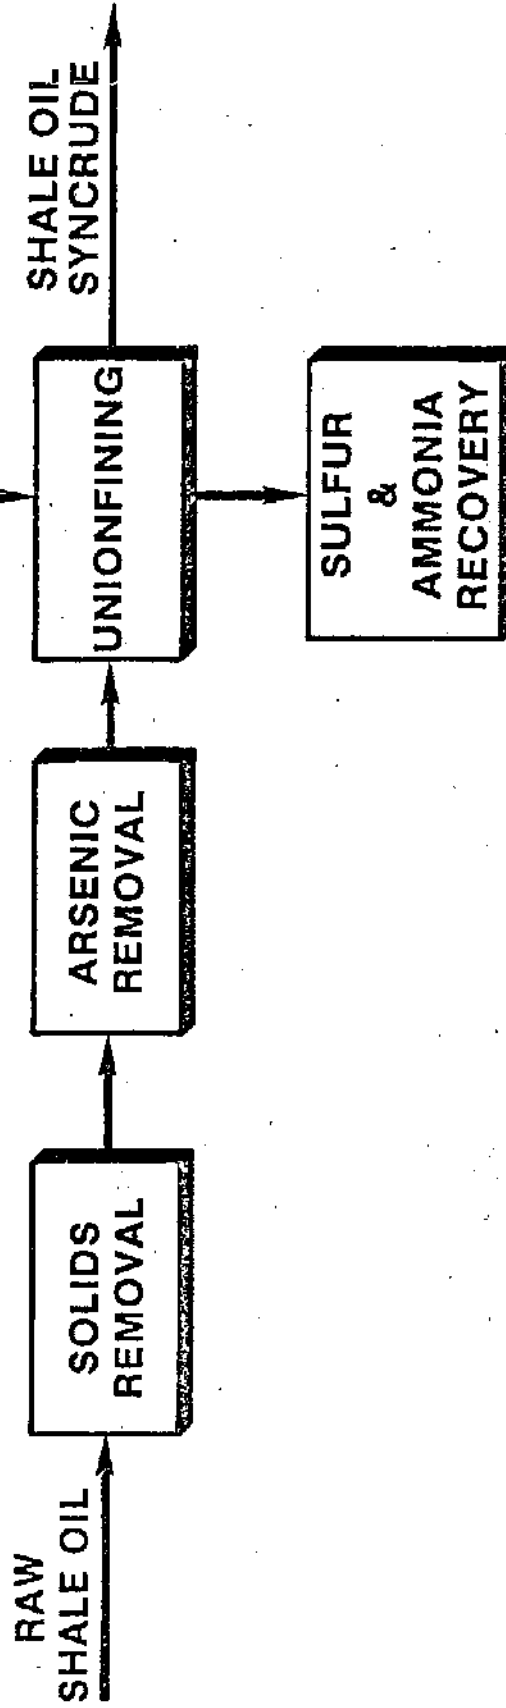 RAW
SHALE OIL
SOLIDS
REMOVAL
ARSENIC
REMOVAL
UNIONFINING
SHALE OIL
SYNCRUDE
SULFUR
&
AMMONIA
RECOVERY